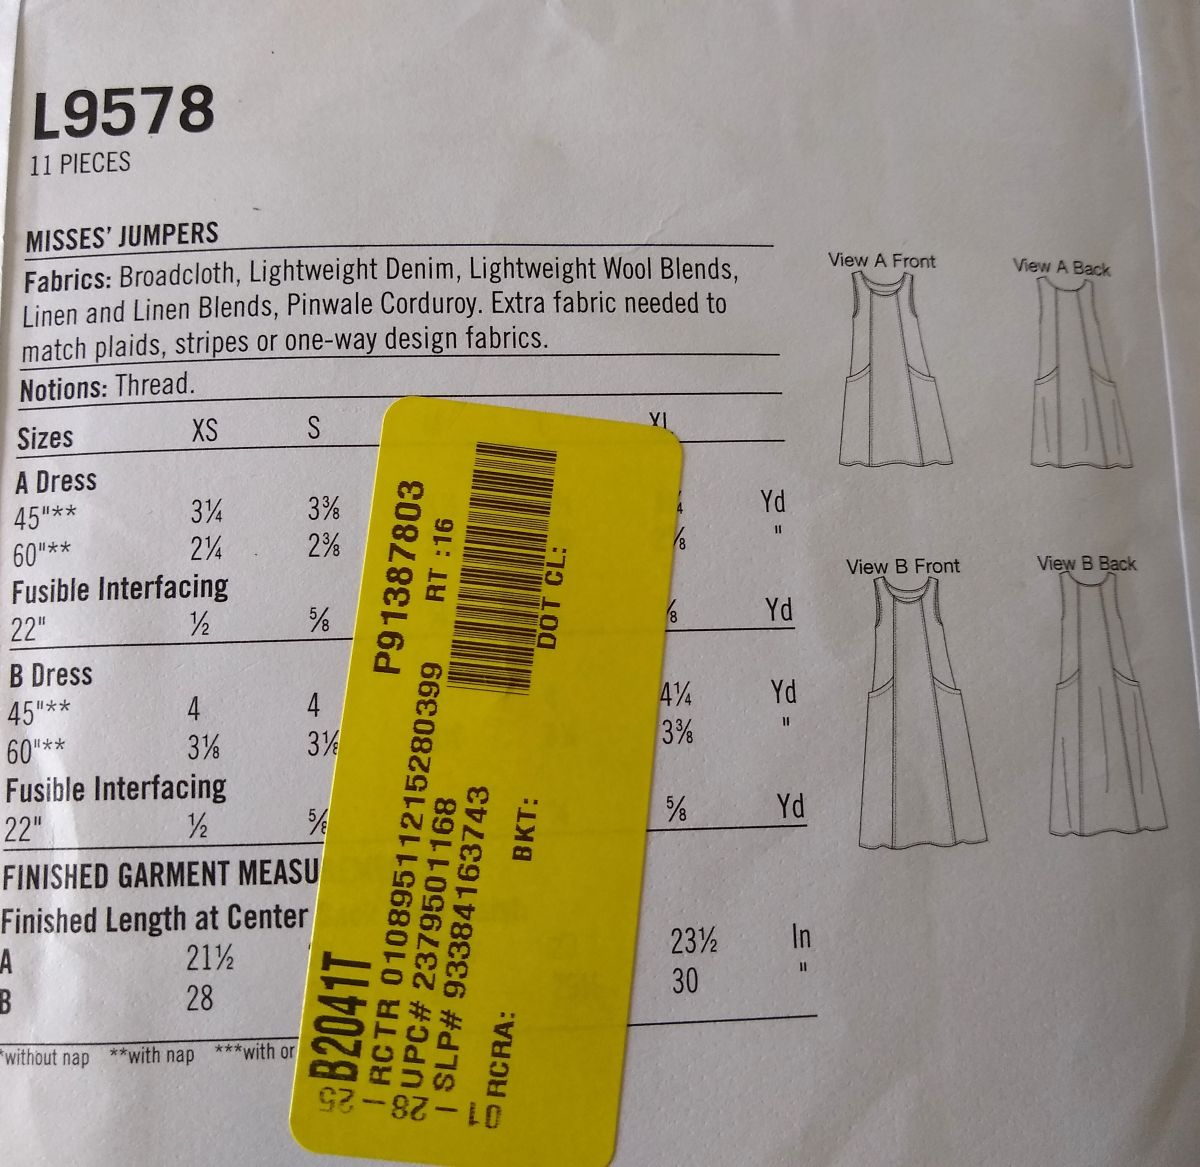 L9578
11 PIECES
MISSES' JUMPERS
Fabrics: Broadcloth, Lightweight Denim, Lightweight Wool Blends,
Linen and Linen Blends, Pinwale Corduroy. Extra fabric needed to
match plaids, stripes or one-way design fabrics.
Notions: Thread.
Sizes XS S XL
A Dress
45"** 3¼ 3⅜ Yd
60"** 2¼ 2⅜ "
Fusible Interfacing
22" ½ ⅝ Yd
B Dress
45"** 4 4 4¼ Yd
60"** 3⅛ 3⅛ 3⅜ "
Fusible Interfacing
22" ½ ⅝ ⅝ Yd
FINISHED GARMENT MEASU
Finished Length at Center
A 21½ 23½ In
B 28 30 "
*without nap **with nap ***with or
View A Front
View A Back
View B Front
View B Back
P91387803
RT :16
DOT CL:
B2041T
RCTR 010895112152803 99
UPC# 23795011168
SLP# 93384163743
RCRA: BKT: